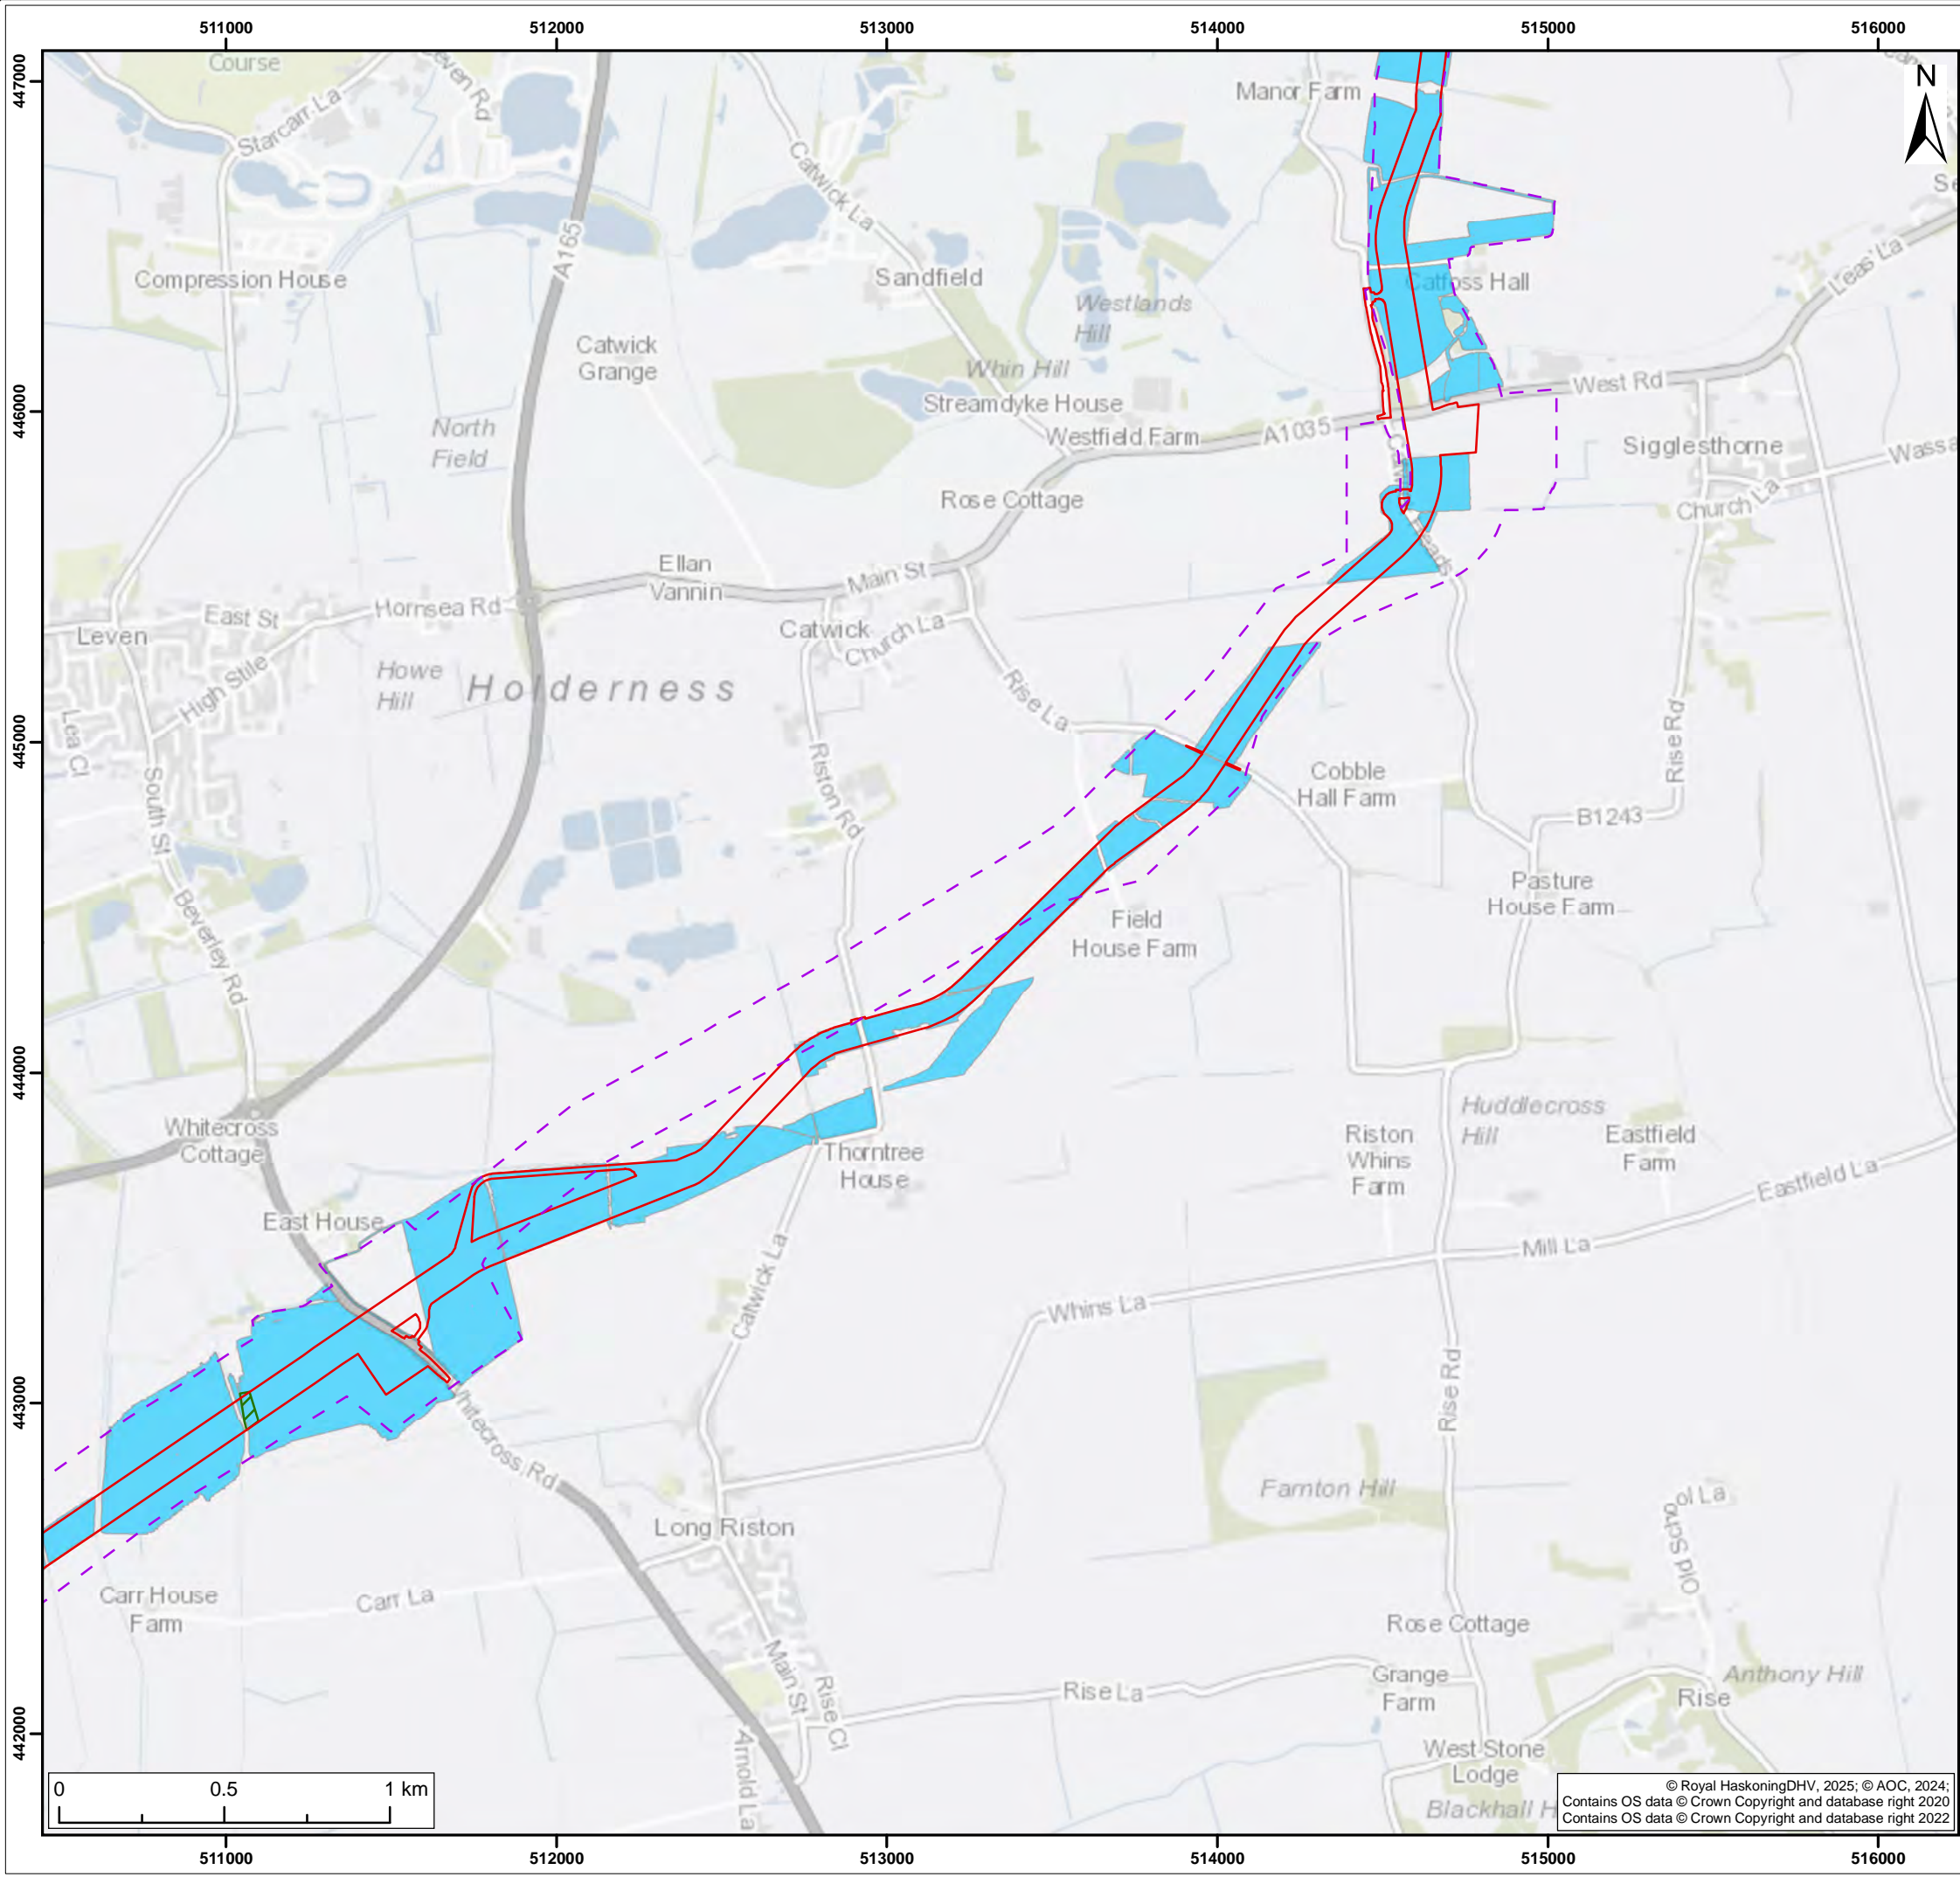 511000
512000
513000
514000
515000
516000
447000
446000
445000
444000
443000
442000
N
Course
Starcarr La
Manor Farm
Catwick La
A165
Compression House
Sandfield
Westlands
Hill
Catfoss Hall
Leas La
Catwick
Grange
Whin Hill
Streamdyke House
Westfield Farm
A1035
West Rd
North
Field
Sigglesthorne
Wassa
Rose Cottage
Church La
Ellan
Vannin
Main St
East St
Hornsea Rd
Leven
Catwick
Church La
High Stile
Howe
Hill
Holderness
Rise La
Lea Cl
South St
Riston Rd
Rise Rd
Cobble
Hall Farm
B1243
Pasture
House Farm
Beverley Rd
Field
House Farm
Whitecross
Cottage
Huddlecross
Hill
Riston
Whins
Farm
Eastfield
Farm
Thorntree
House
Eastfield La
East House
Mill La
Catwick La
Whins La
Rise Rd
Whitecross Rd
Farnton Hill
Old School La
Long Riston
Carr House
Farm
Carr La
Rose Cottage
Main St
Rise Cl
Rise La
Grange
Farm
Anthony Hill
Rise
Arnold La
West Stone
Lodge
Blackhall H
0 0.5 1 km
© Royal HaskoningDHV, 2025; © AOC, 2024;
Contains OS data © Crown Copyright and database right 2020
Contains OS data © Crown Copyright and database right 2022
511000
512000
513000
514000
515000
516000